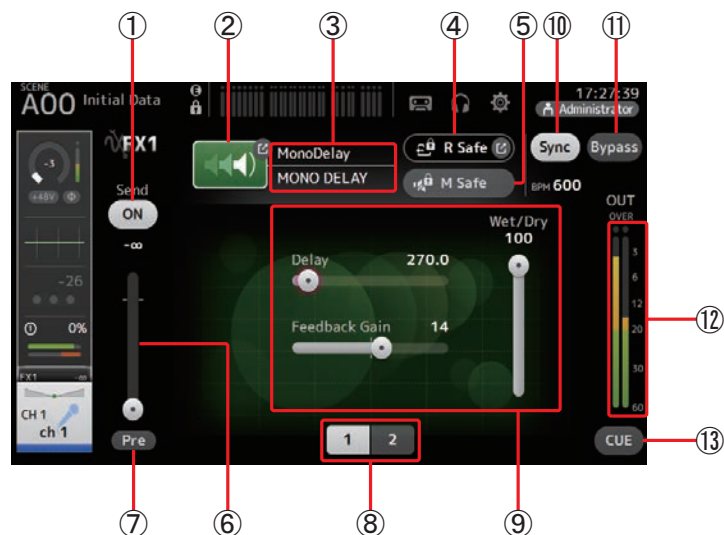 ① ② ③ ④ ⑤ ⑩ ⑪
SCENE
A00 Initial Data
E
17:27:39
Administrator
-3
+48V Φ
-26
0%
FX1 -∞
CH 1
ch 1
FX1
Send
ON
-∞
Pre
MonoDelay
MONO DELAY
R Safe
M Safe
Sync
Bypass
BPM 600
OUT
OVER
3
6
12
20
30
60
CUE
Wet/Dry
100
Delay 270.0
Feedback Gain 14
1 2
⑫
⑬
⑦ ⑥ ⑧ ⑨